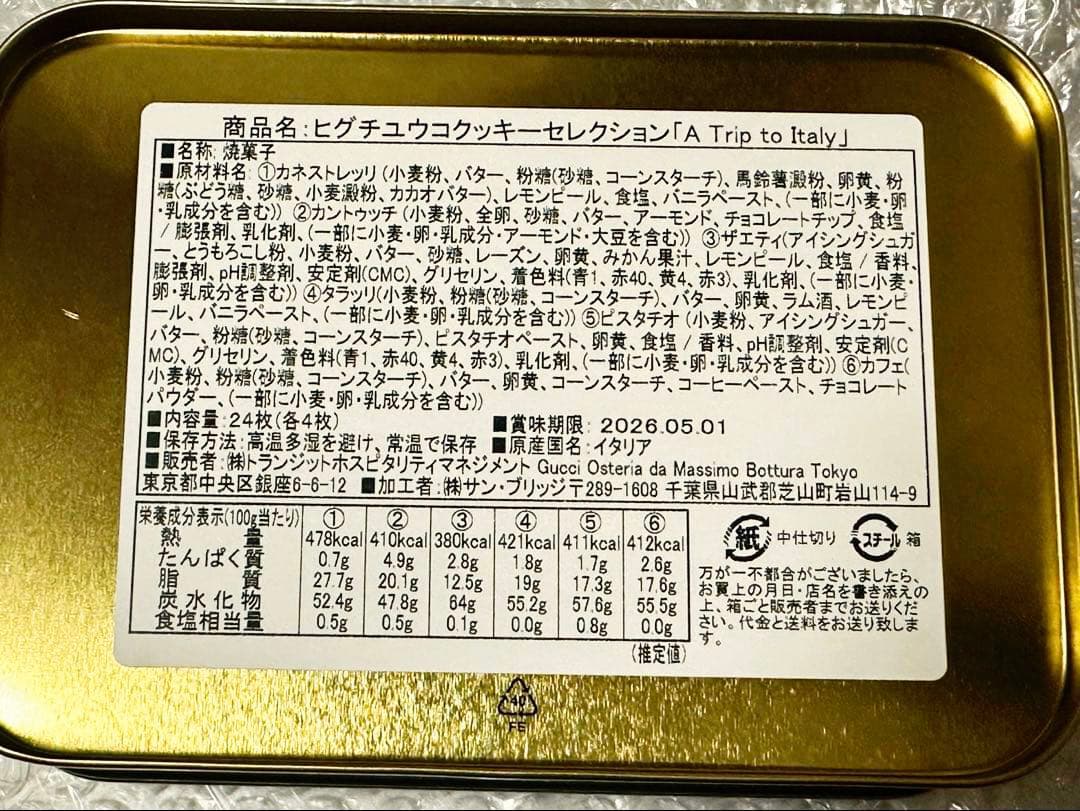 商品名:ヒグチユウコクッキーセレクション「A Trip to Italy」
■名称: 焼菓子
■原材料名: ①カネストレッリ (小麦粉、バター、粉糖(砂糖、コーンスターチ)、馬鈴薯澱粉、卵黄、粉
糖(ぶどう糖、砂糖、小麦澱粉、カカオバター)、レモンピール、食塩、バニラペースト、(一部に小麦・卵
・乳成分を含む)) ②カントゥッチ (小麦粉、全卵、砂糖、バター、アーモンド、チョコレートチップ、食塩
/ 膨張剤、乳化剤、(一部に小麦・卵・乳成分・アーモンド・大豆を含む)) ③ザエティ(アイシングシュガ
ー、とうもろこし粉、小麦粉、バター、砂糖、レーズン、卵黄、みかん果汁、レモンピール、食塩 / 香料、
膨張剤、pH調整剤、安定剤(CMC)、グリセリン、着色料(青1、赤40、黄4、赤3)、乳化剤、(一部に小麦・
卵・乳成分を含む)) ④タラッリ(小麦粉、粉糖(砂糖、コーンスターチ)、バター、卵黄、ラム酒、レモンピ
ール、バニラペースト、(一部に小麦・卵・乳成分を含む)) ⑤ピスタチオ (小麦粉、アイシングシュガー、
バター、粉糖(砂糖、コーンスターチ)、ピスタチオペースト、卵黄、食塩 / 香料、pH調整剤、安定剤(C
MC)、グリセリン、着色料(青1、赤40、黄4、赤3)、乳化剤、(一部に小麦・卵・乳成分を含む)) ⑥カフェ(
小麦粉、粉糖(砂糖、コーンスターチ)、バター、卵黄、コーンスターチ、コーヒーペースト、チョコレート
パウダー、(一部に小麦・卵・乳成分を含む))
■内容量: 24枚(各4枚) ■賞味期限: 2026.05.01
■保存方法: 高温多湿を避け、常温で保存 ■原産国名: イタリア
■販売者: ㈱トランジットホスピタリティマネジメント Gucci Osteria da Massimo Bottura Tokyo
東京都中央区銀座6-6-12 ■加工者: ㈱サン・ブリッジ〒289-1608 千葉県山武郡芝山町岩山114-9
栄養成分表示(100g当たり) ① ② ③ ④ ⑤ ⑥
熱量 478kcal 410kcal 380kcal 421kcal 411kcal 412kcal
たんぱく質 0.7g 4.9g 2.8g 1.8g 1.7g 2.6g
脂質 27.7g 20.1g 12.5g 19g 17.3g 17.6g
炭水化物 52.4g 47.8g 64g 55.2g 57.6g 55.5g
食塩相当量 0.5g 0.5g 0.1g 0.0g 0.8g 0.0g
(推定値)
紙 中仕切り スチール 箱
万が一不都合がございましたら、
お買上の月日・店名を書き添えの
上、箱ごと販売者までお送りくだ
さい。代金と送料をお送り致しま
す。
40
FE